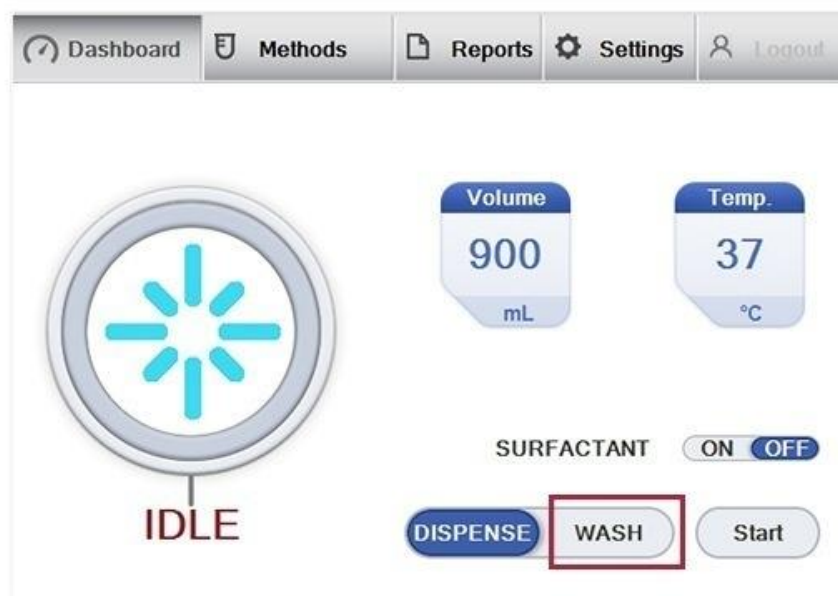 Dashboard Methods Reports Settings Logout
Volume Temp.
900 37
mL °C
SURFACTANT ON OFF
IDLE
DISPENSE WASH Start